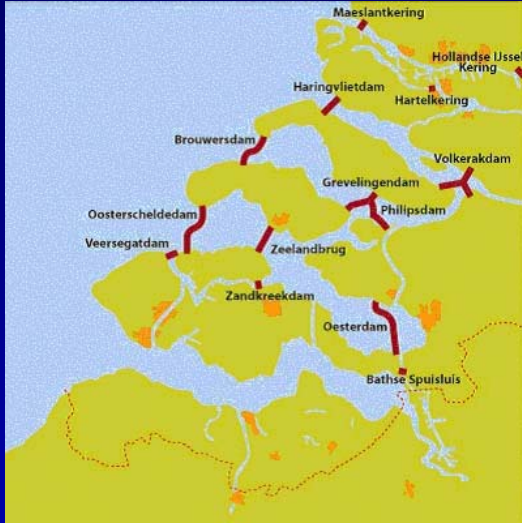 Maeslantkering
Hollandse IJssel
Kering
Haringvlietdam
Hartelkering
Brouwersdam
Volkerakdam
Grevelingendam
Oosterscheldedam
Philipsdam
Veersegatdam
Zeelandbrug
Zandkreekdam
Oesterdam
Bathse Spuisluis